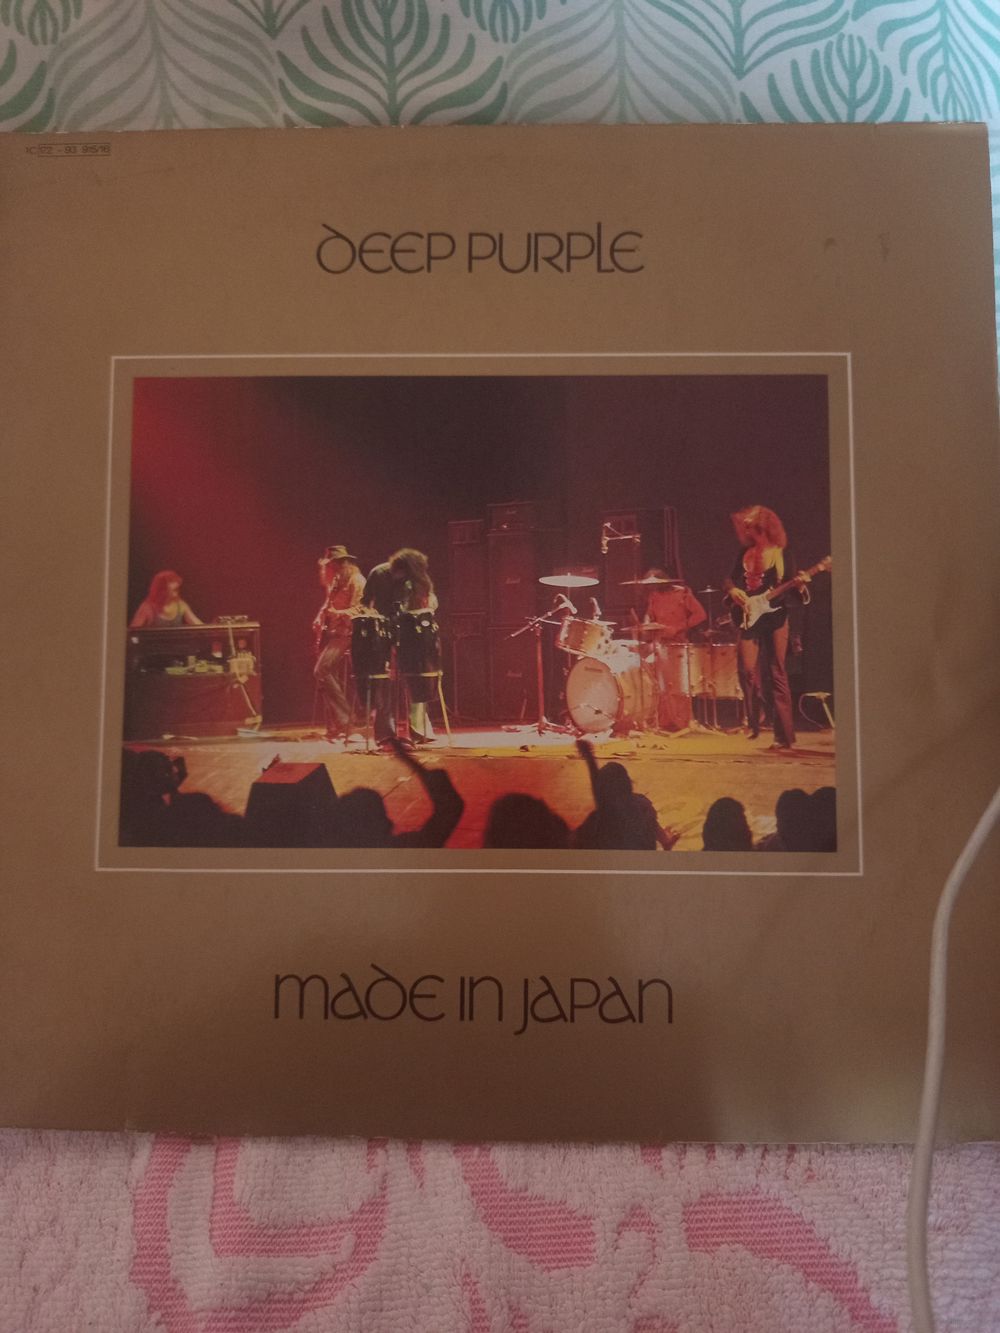 1C 172 - 93 915/16
DEEP PURPLE
MADE IN JAPAN